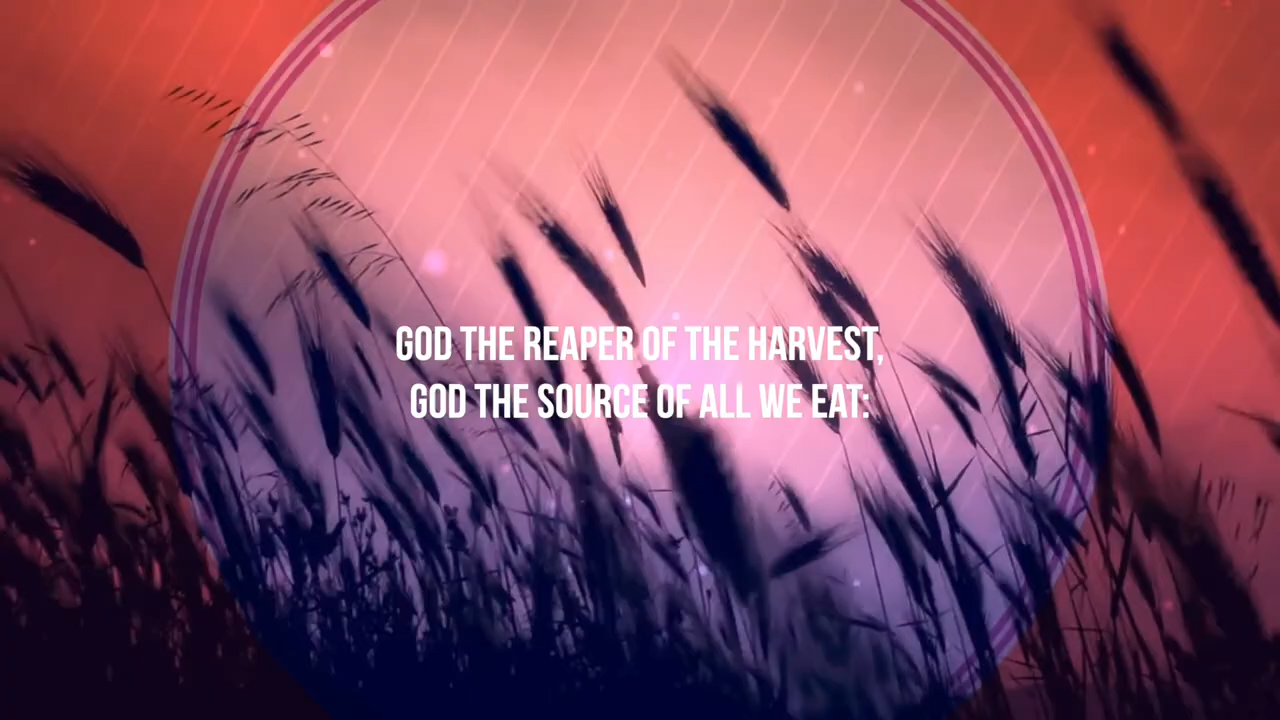 GOD THE REAPER OF THE HARVEST,
GOD THE SOURCE OF ALL WE EAT: